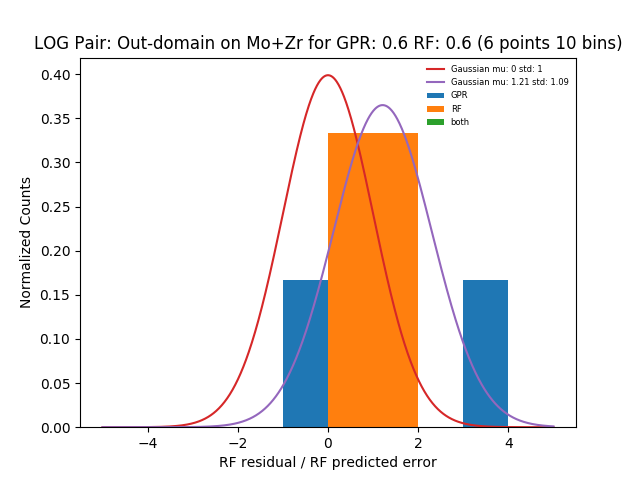 LOG Pair: Out-domain on Mo+Zr for GPR: 0.6 RF: 0.6 (6 points 10 bins)
Gaussian mu: 0 std: 1
Gaussian mu: 1.21 std: 1.09
GPR
RF
both
Normalized Counts
0.40
0.35
0.30
0.25
0.20
0.15
0.10
0.05
0.00
−4 −2 0 2 4
RF residual / RF predicted error